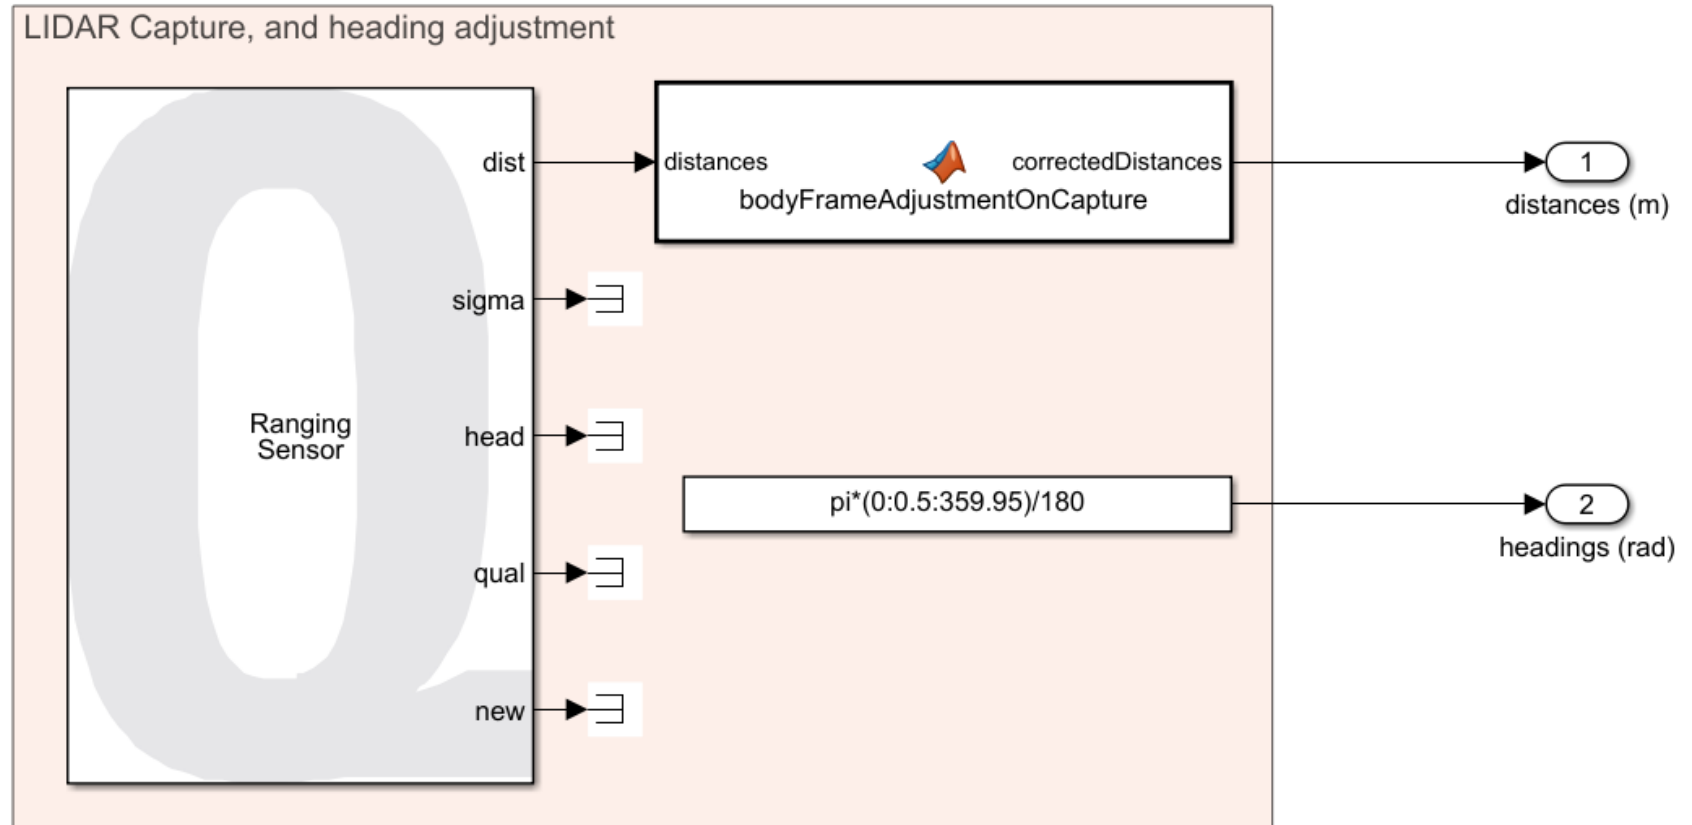 LIDAR Capture, and heading adjustment
dist
distances
correctedDistances
bodyFrameAdjustmentOnCapture
1
distances (m)
sigma
Ranging
Sensor
head
pi*(0:0.5:359.95)/180
2
headings (rad)
qual
new